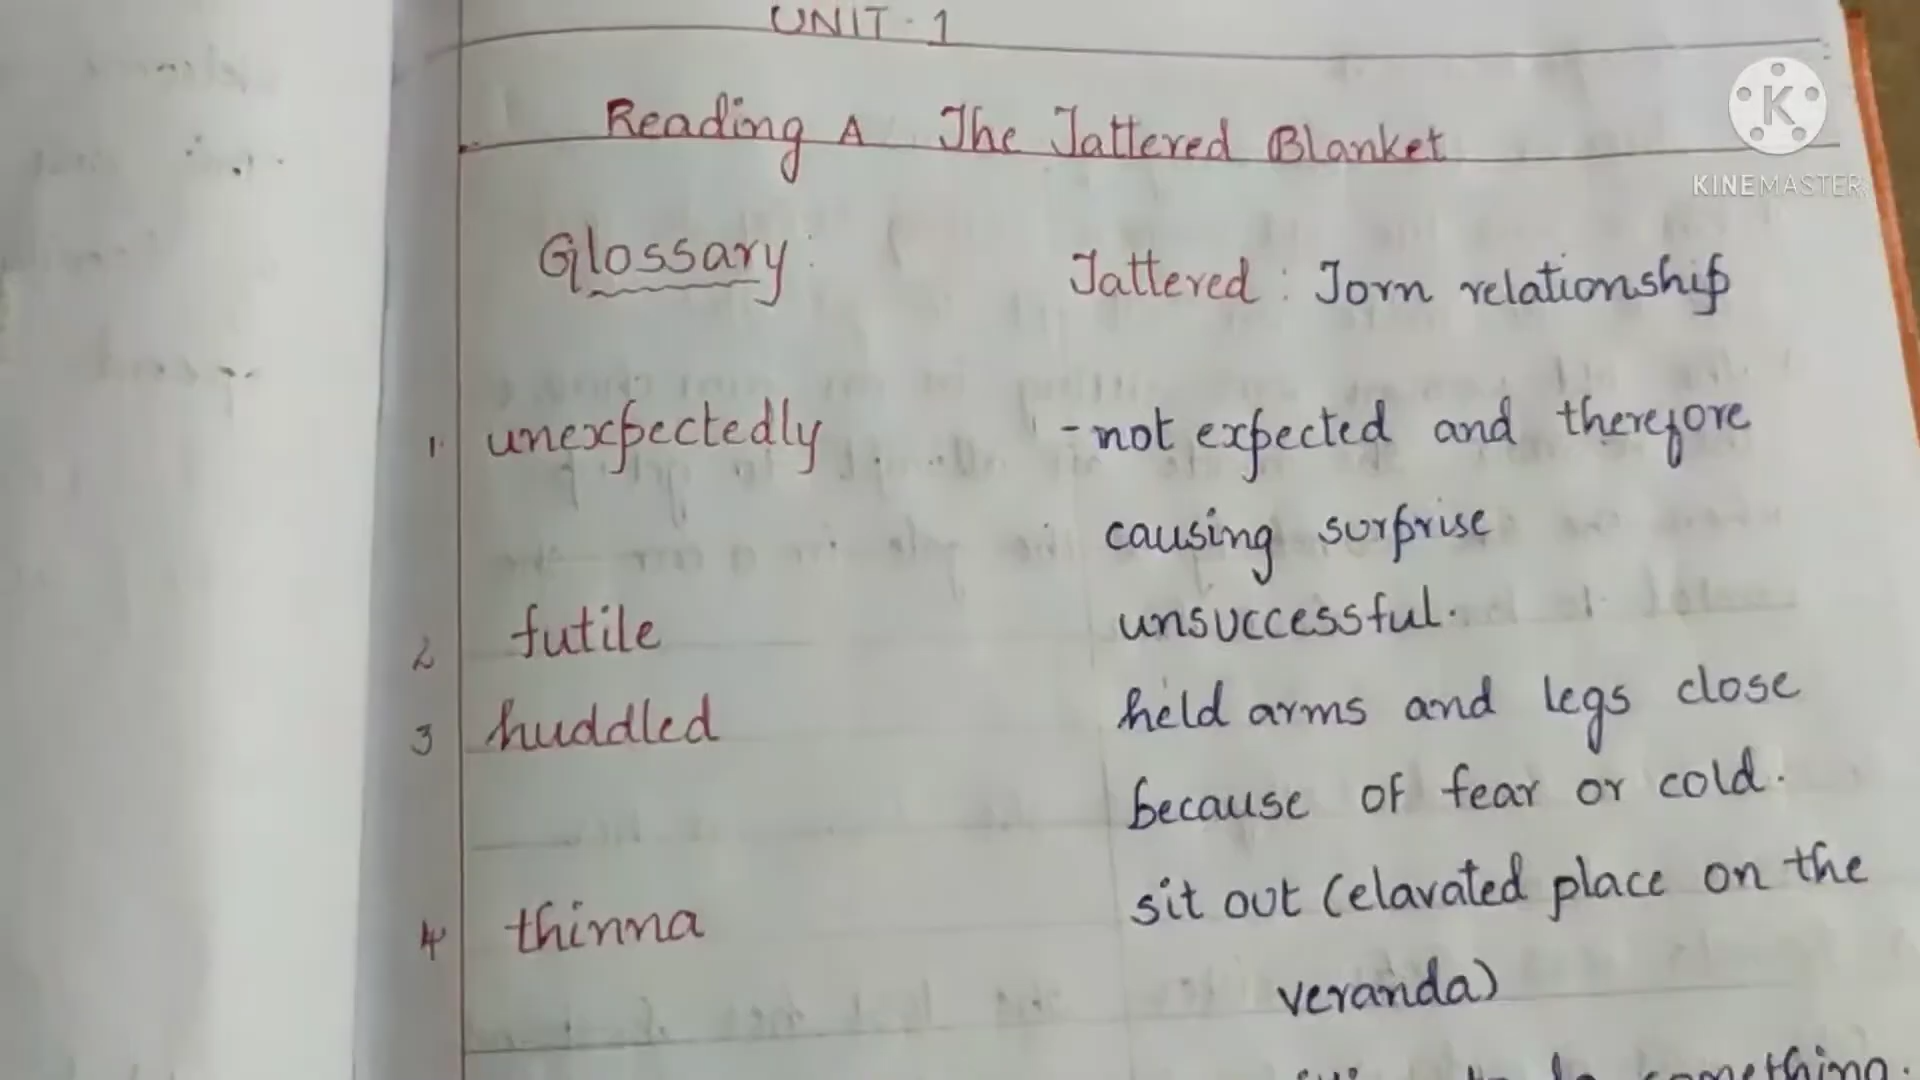 UNIT - 1
Reading A The Tattered Blanket
Glossary: Tattered : Torn relationship
1. unexpectedly - not expected and therefore
causing surprise
2 futile unsuccessful.
3 huddled held arms and legs close
because of fear or cold.
4 thinna sit out (elavated place on the
veranda)
something.
KINEMASTER